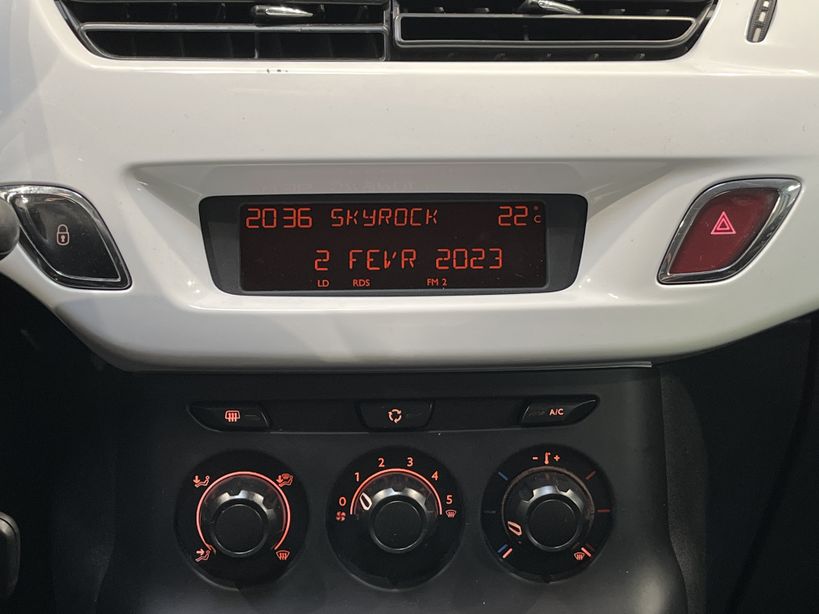 2036 SKYROCK 22°C
2 FEVR 2023
LD RDS FM 2
A/C
- +
0 1 2 3 4 5